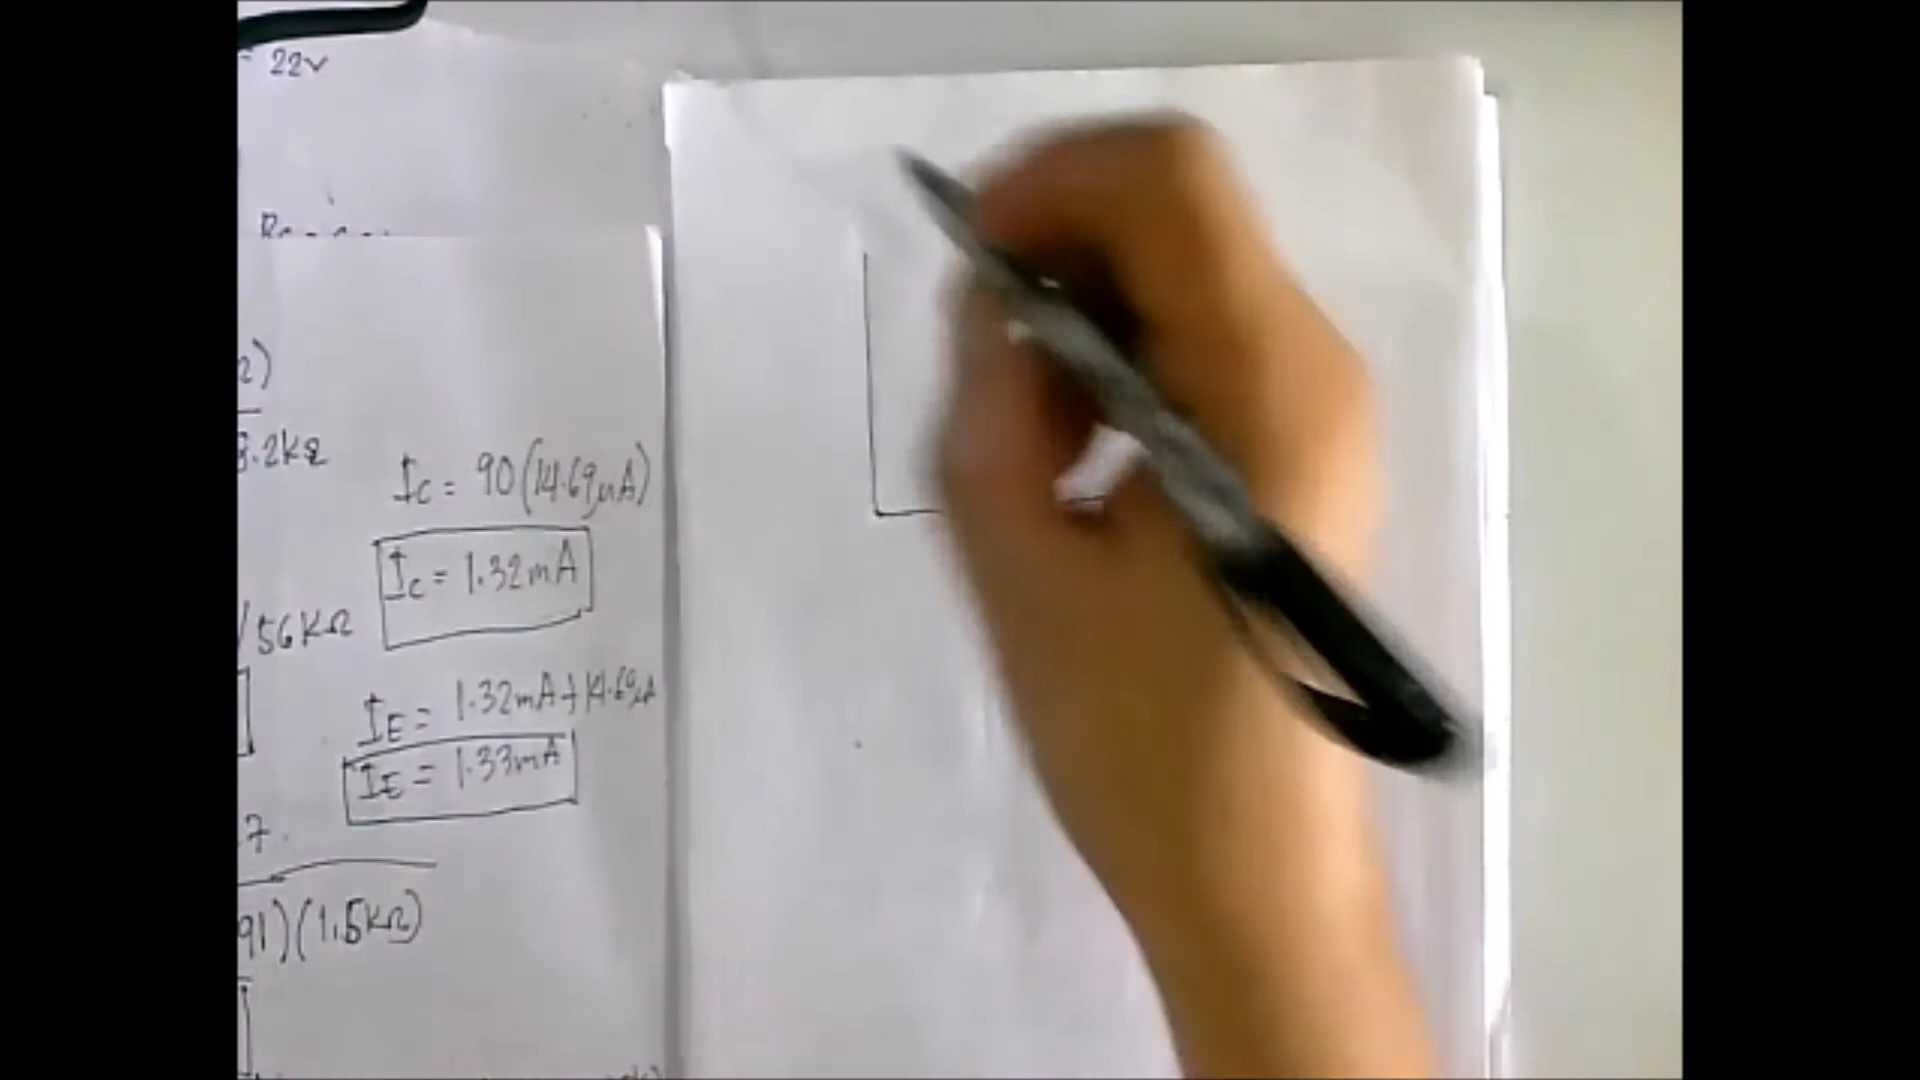 = 22V
2)
8.2kΩ
IC = 90(14.69μA)
IC = 1.32mA
/56KΩ
IE = 1.32mA+14.69μA
IE = 1.33mA
.7
91)(1.5KΩ)